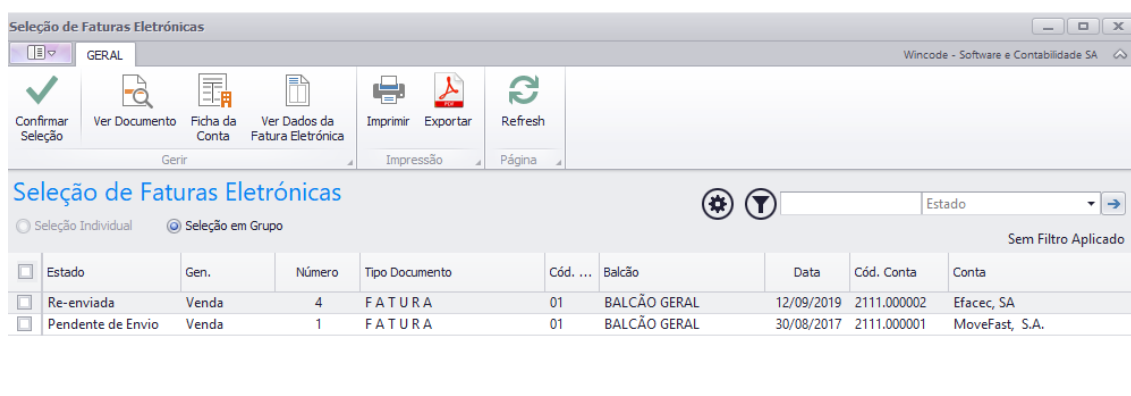 Seleção de Faturas Eletrónicas
GERAL
Wincode - Software e Contabilidade SA
Confirmar Seleção
Ver Documento
Ficha da Conta
Ver Dados da Fatura Eletrónica
Imprimir
Exportar
Refresh
Gerir
Impressão
Página
Seleção de Faturas Eletrónicas
Estado
Seleção Individual
Seleção em Grupo
Sem Filtro Aplicado
Estado Gen. Número Tipo Documento Cód. ... Balcão Data Cód. Conta Conta
Re-enviada Venda 4 F A T U R A 01 BALCÃO GERAL 12/09/2019 2111.000002 Efacec, SA
Pendente de Envio Venda 1 F A T U R A 01 BALCÃO GERAL 30/08/2017 2111.000001 MoveFast, S.A.